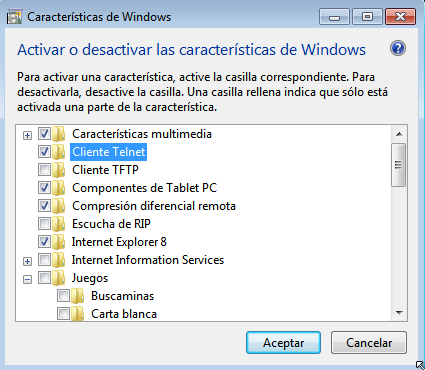 Características de Windows
Activar o desactivar las características de Windows
Para activar una característica, active la casilla correspondiente. Para
desactivarla, desactive la casilla. Una casilla rellena indica que sólo está
activada una parte de la característica.
Características multimedia
Cliente Telnet
Cliente TFTP
Componentes de Tablet PC
Compresión diferencial remota
Escucha de RIP
Internet Explorer 8
Internet Information Services
Juegos
Buscaminas
Carta blanca
Aceptar
Cancelar